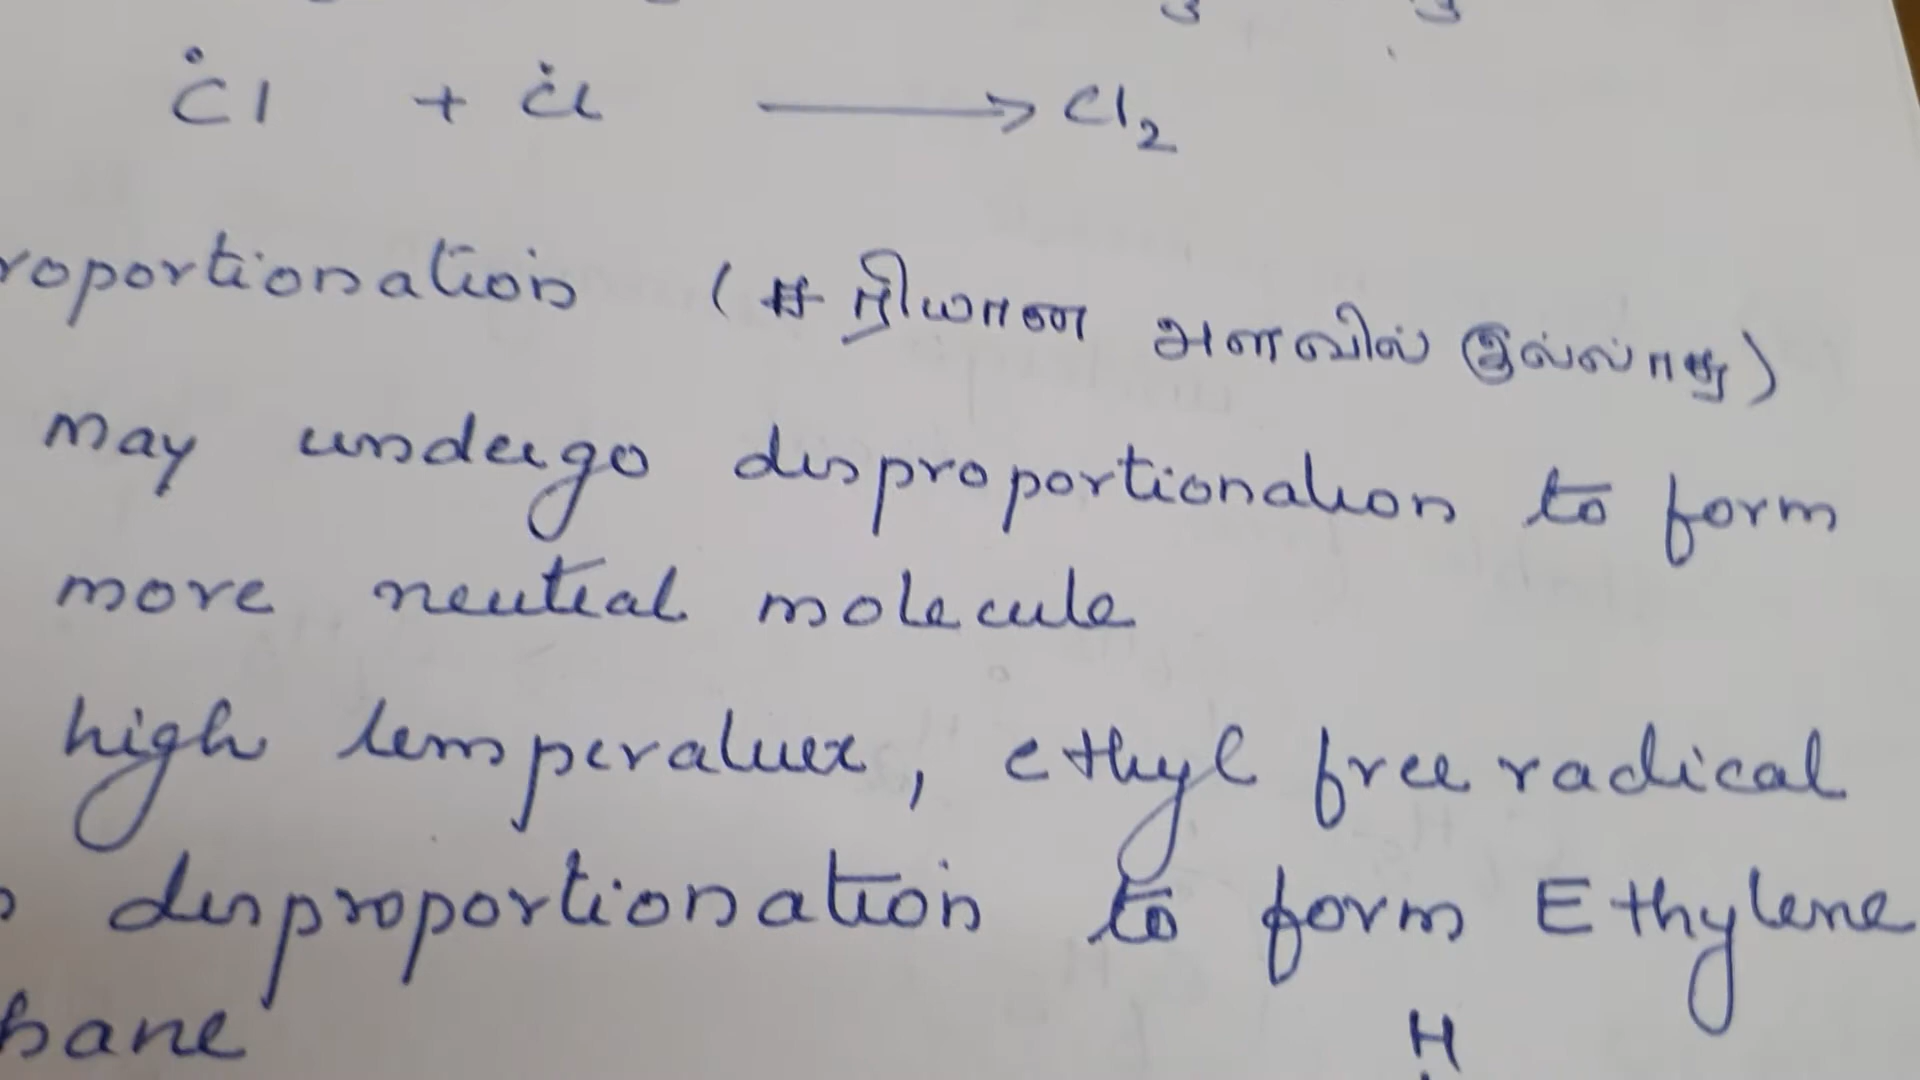 Ċl + Ċl ⟶ Cl₂
roportionation (சரியான அளவில் இல்லாத)
may undergo disproportionation to form
more neutral molecule
high temperature, ethyl free radical
disproportionation to form Ethylene
hane
H